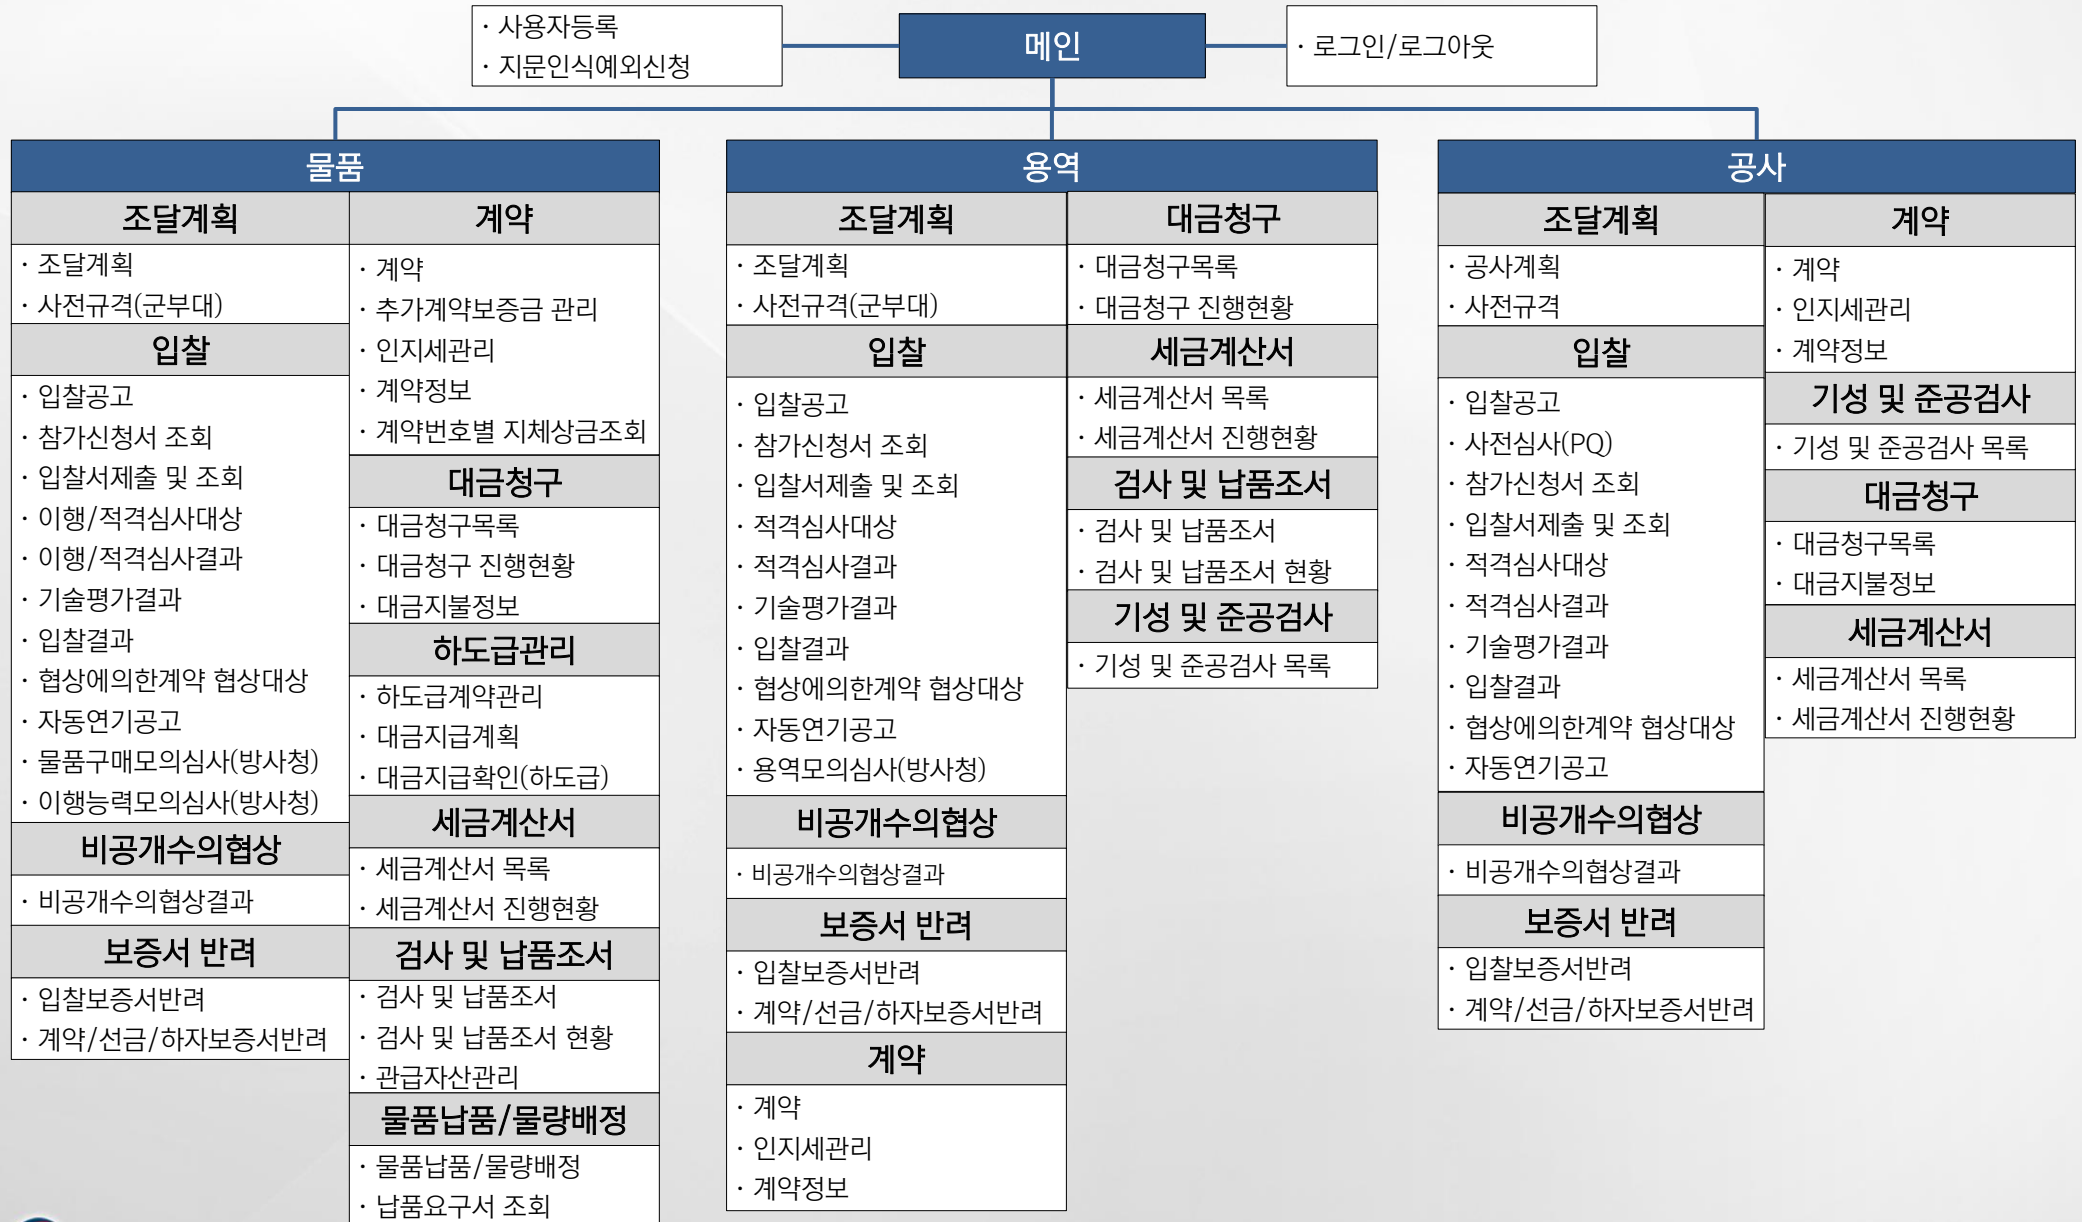 · 사용자등록
· 지문인식예외신청
메인
· 로그인/로그아웃
물품
조달계획
· 조달계획
· 사전규격(군부대)
입찰
· 입찰공고
· 참가신청서 조회
· 입찰서제출 및 조회
· 이행/적격심사대상
· 이행/적격심사결과
· 기술평가결과
· 입찰결과
· 협상에의한계약 협상대상
· 자동연기공고
· 물품구매모의심사(방사청)
· 이행능력모의심사(방사청)
비공개수의협상
· 비공개수의협상결과
보증서 반려
· 입찰보증서반려
· 계약/선금/하자보증서반려
계약
· 계약
· 추가계약보증금 관리
· 인지세관리
· 계약정보
· 계약번호별 지체상금조회
대금청구
· 대금청구목록
· 대금청구 진행현황
· 대금지불정보
하도급관리
· 하도급계약관리
· 대금지급계획
· 대금지급확인(하도급)
세금계산서
· 세금계산서 목록
· 세금계산서 진행현황
검사 및 납품조서
· 검사 및 납품조서
· 검사 및 납품조서 현황
· 관급자산관리
물품납품/물량배정
· 물품납품/물량배정
· 납품요구서 조회
용역
조달계획
· 조달계획
· 사전규격(군부대)
입찰
· 입찰공고
· 참가신청서 조회
· 입찰서제출 및 조회
· 적격심사대상
· 적격심사결과
· 기술평가결과
· 입찰결과
· 협상에의한계약 협상대상
· 자동연기공고
· 용역모의심사(방사청)
비공개수의협상
· 비공개수의협상결과
보증서 반려
· 입찰보증서반려
· 계약/선금/하자보증서반려
계약
· 계약
· 인지세관리
· 계약정보
대금청구
· 대금청구목록
· 대금청구 진행현황
세금계산서
· 세금계산서 목록
· 세금계산서 진행현황
검사 및 납품조서
· 검사 및 납품조서
· 검사 및 납품조서 현황
기성 및 준공검사
· 기성 및 준공검사 목록
공사
조달계획
· 공사계획
· 사전규격
입찰
· 입찰공고
· 사전심사(PQ)
· 참가신청서 조회
· 입찰서제출 및 조회
· 적격심사대상
· 적격심사결과
· 기술평가결과
· 입찰결과
· 협상에의한계약 협상대상
· 자동연기공고
비공개수의협상
· 비공개수의협상결과
보증서 반려
· 입찰보증서반려
· 계약/선금/하자보증서반려
계약
· 계약
· 인지세관리
· 계약정보
기성 및 준공검사
· 기성 및 준공검사 목록
대금청구
· 대금청구목록
· 대금지불정보
세금계산서
· 세금계산서 목록
· 세금계산서 진행현황